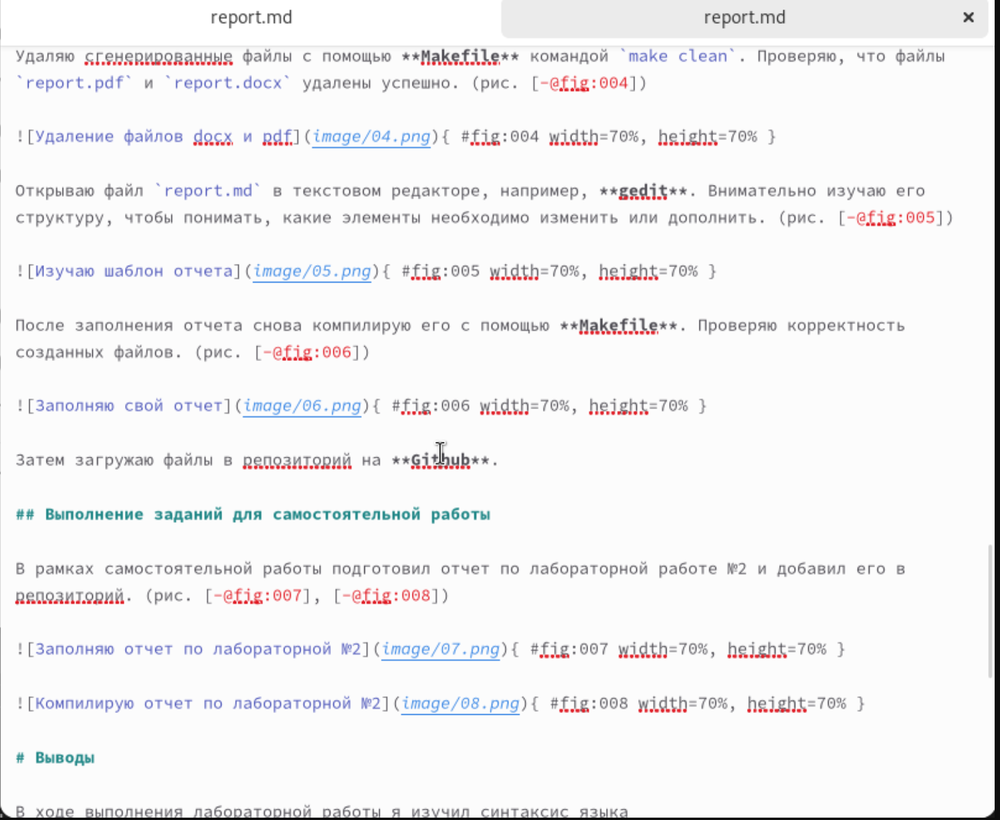 report.md
report.md
Удаляю сгенерированные файлы с помощью **Makefile** командой `make clean`. Проверяю, что файлы
`report.pdf` и `report.docx` удалены успешно. (рис. [-@fig:004])
![Удаление файлов docx и pdf](image/04.png){ #fig:004 width=70%, height=70% }
Открываю файл `report.md` в текстовом редакторе, например, **gedit**. Внимательно изучаю его
структуру, чтобы понимать, какие элементы необходимо изменить или дополнить. (рис. [-@fig:005])
![Изучаю шаблон отчета](image/05.png){ #fig:005 width=70%, height=70% }
После заполнения отчета снова компилирую его с помощью **Makefile**. Проверяю корректность
созданных файлов. (рис. [-@fig:006])
![Заполняю свой отчет](image/06.png){ #fig:006 width=70%, height=70% }
Затем загружаю файлы в репозиторий на **Github**.
## Выполнение заданий для самостоятельной работы
В рамках самостоятельной работы подготовил отчет по лабораторной работе №2 и добавил его в
репозиторий. (рис. [-@fig:007], [-@fig:008])
![Заполняю отчет по лабораторной №2](image/07.png){ #fig:007 width=70%, height=70% }
![Компилирую отчет по лабораторной №2](image/08.png){ #fig:008 width=70%, height=70% }
# Выводы
В ходе выполнения лабораторной работы я изучил синтаксис языка